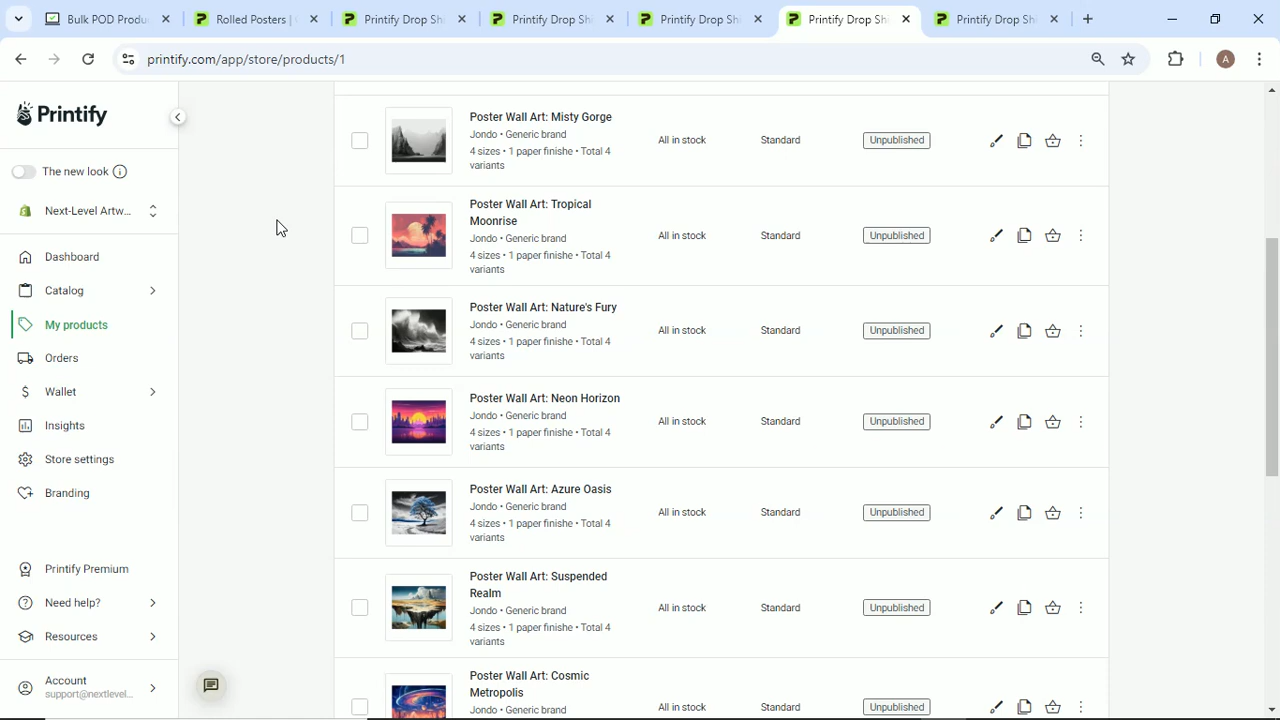 Bulk POD Produ
Rolled Posters |
Printify Drop Sh
Printify Drop Shi
Printify Drop Sh
Printify Drop Shi
Printify Drop Sh
printify.com/app/store/products/1
A
Printify
The new look
Next-Level Artw...
Dashboard
Catalog
My products
Orders
Wallet
Insights
Store settings
Branding
Printify Premium
Need help?
Resources
Account
support@nextlevel...
Poster Wall Art: Misty Gorge
Jondo • Generic brand
4 sizes • 1 paper finishe • Total 4
variants
All in stock
Standard
Unpublished
Poster Wall Art: Tropical
Moonrise
Jondo • Generic brand
4 sizes • 1 paper finishe • Total 4
variants
All in stock
Standard
Unpublished
Poster Wall Art: Nature's Fury
Jondo • Generic brand
4 sizes • 1 paper finishe • Total 4
variants
All in stock
Standard
Unpublished
Poster Wall Art: Neon Horizon
Jondo • Generic brand
4 sizes • 1 paper finishe • Total 4
variants
All in stock
Standard
Unpublished
Poster Wall Art: Azure Oasis
Jondo • Generic brand
4 sizes • 1 paper finishe • Total 4
variants
All in stock
Standard
Unpublished
Poster Wall Art: Suspended
Realm
Jondo • Generic brand
4 sizes • 1 paper finishe • Total 4
variants
All in stock
Standard
Unpublished
Poster Wall Art: Cosmic
Metropolis
Jondo • Generic brand
All in stock
Standard
Unpublished